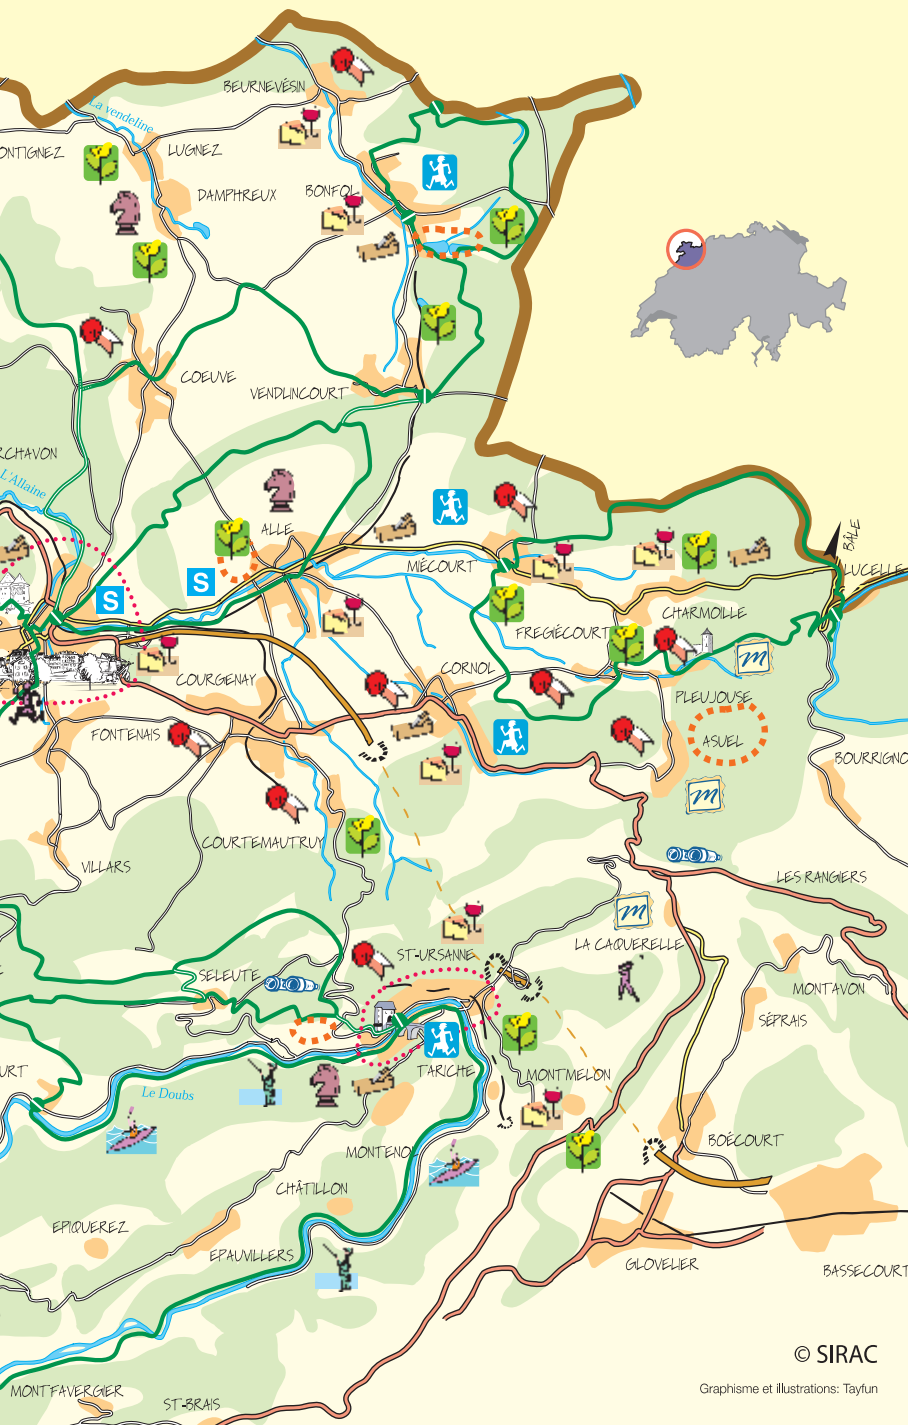 BEURNEVÉSIN
La vendeline
ONTIGNEZ
LUGNEZ
DAMPHREUX
BONFOL
COEUVE
VENDLINCOURT
RCHAVON
L'Allaine
ALLE
S
S
MÉCOURT
BÂLE
LUCELLE
CHARMOILLE
FREGIÉCOURT
m
CORNOL
COURGENAY
PLEUJOUSE
FONTENAIS
ASUEL
BOURRIGNO
m
COURTEMAUTRUY
VILLARS
LES RANGIERS
m
LA CAQUERELLE
ST-URSANNE
SELEUTE
MONTAVON
SÉPRAIS
URT
TARICHE
MONTMELON
Le Doubs
BOÉCOURT
MONTENOL
CHÂTILLON
EPIQUEREZ
EPAUVILLERS
GLOVELIER
BASSECOURT
© SIRAC
MONTFAVERGIER
Graphisme et illustrations: Tayfun
ST-BRAIS